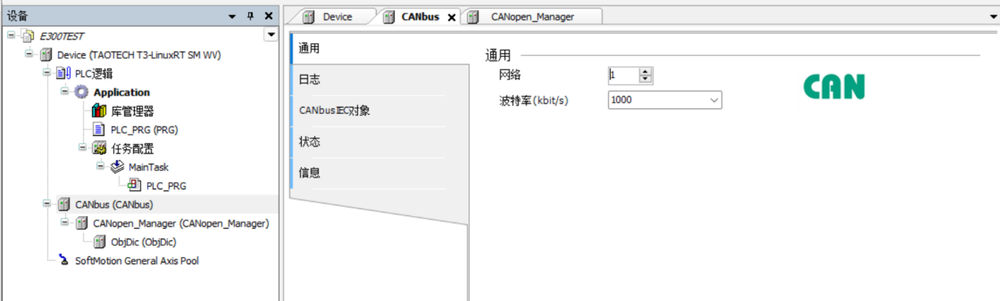 设备
E300TEST
Device (TAOTECH T3-LinuxRT SM WV)
PLC逻辑
Application
库管理器
PLC_PRG (PRG)
任务配置
MainTask
PLC_PRG
CANbus (CANbus)
CANopen_Manager (CANopen_Manager)
ObjDic (ObjDic)
SoftMotion General Axis Pool
Device
CANbus
CANopen_Manager
通用
日志
CANbusIEC对象
状态
信息
通用
网络 1
波特率(kbit/s) 1000
CAN